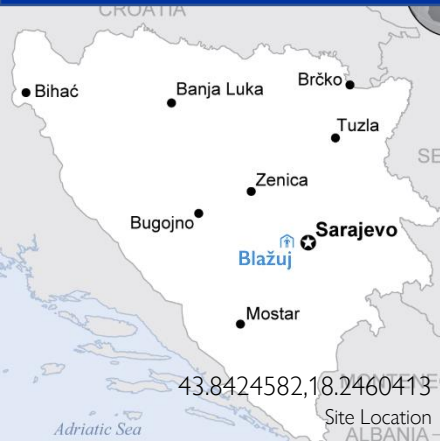 CROATIA
Bihać
Banja Luka
Brčko
Tuzla
SE
Zenica
Bugojno
Sarajevo
Blažuj
Mostar
43.8424582,18.2460413
MONTENE
Site Location
Adriatic Sea
ALBANIA